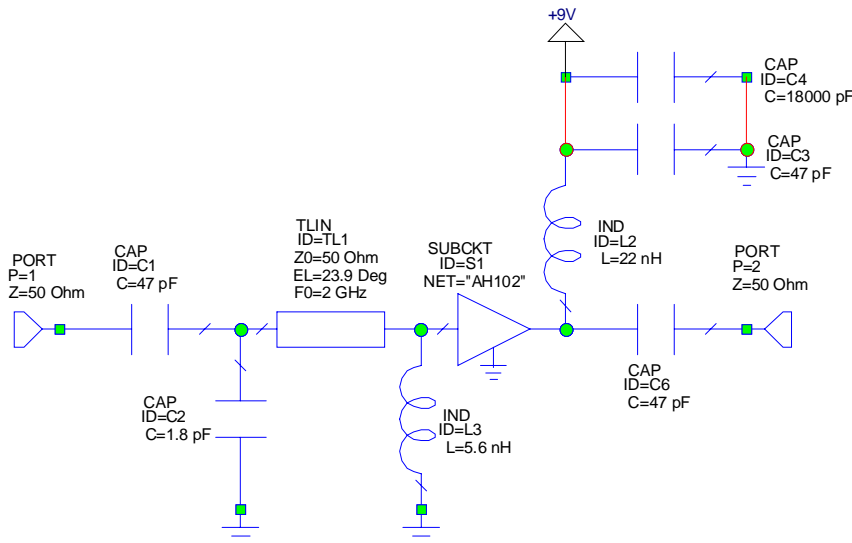 +9V
CAP
ID=C4
C=18000 pF
CAP
ID=C3
C=47 pF
IND
ID=L2
L=22 nH
PORT
P=1
Z=50 Ohm
CAP
ID=C1
C=47 pF
TLIN
ID=TL1
Z0=50 Ohm
EL=23.9 Deg
F0=2 GHz
SUBCKT
ID=S1
NET="AH102"
PORT
P=2
Z=50 Ohm
CAP
ID=C2
C=1.8 pF
IND
ID=L3
L=5.6 nH
CAP
ID=C6
C=47 pF